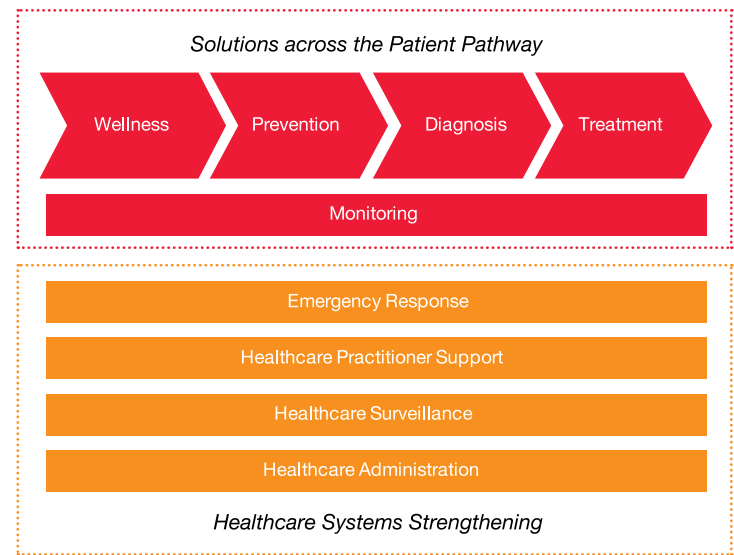 Solutions across the Patient Pathway
Wellness
Prevention
Diagnosis
Treatment
Monitoring
Emergency Response
Healthcare Practitioner Support
Healthcare Surveillance
Healthcare Administration
Healthcare Systems Strengthening